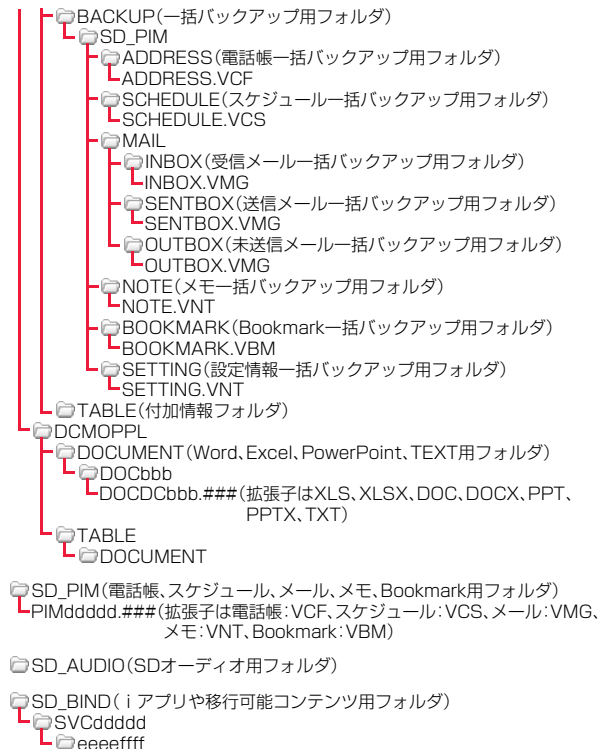 BACKUP(一括バックアップ用フォルダ)
SD_PIM
ADDRESS(電話帳一括バックアップ用フォルダ)
ADDRESS.VCF
SCHEDULE(スケジュール一括バックアップ用フォルダ)
SCHEDULE.VCS
MAIL
INBOX(受信メール一括バックアップ用フォルダ)
INBOX.VMG
SENTBOX(送信メール一括バックアップ用フォルダ)
SENTBOX.VMG
OUTBOX(未送信メール一括バックアップ用フォルダ)
OUTBOX.VMG
NOTE(メモ一括バックアップ用フォルダ)
NOTE.VNT
BOOKMARK(Bookmark一括バックアップ用フォルダ)
BOOKMARK.VBM
SETTING(設定情報一括バックアップ用フォルダ)
SETTING.VNT
TABLE(付加情報フォルダ)
DCMOPPL
DOCUMENT(Word、Excel、PowerPoint、TEXT用フォルダ)
DOCbbb
DOCDCbbb.###(拡張子はXLS、XLSX、DOC、DOCX、PPT、
PPTX、TXT)
TABLE
DOCUMENT
SD_PIM(電話帳、スケジュール、メール、メモ、Bookmark用フォルダ)
PIMddddd.###(拡張子は電話帳:VCF、スケジュール:VCS、メール:VMG、
メモ:VNT、Bookmark:VBM)
SD_AUDIO(SDオーディオ用フォルダ)
SD_BIND(iアプリや移行可能コンテンツ用フォルダ)
SVCddddd
eeeeffff